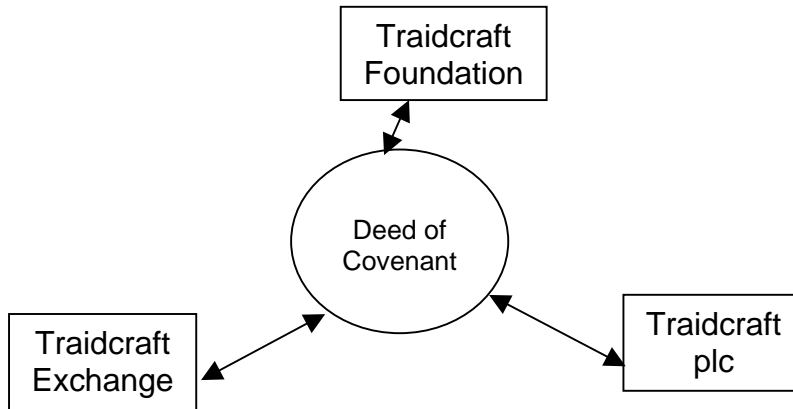 Traidcraft
Foundation
Deed of
Covenant
Traidcraft
Exchange
Traidcraft
plc